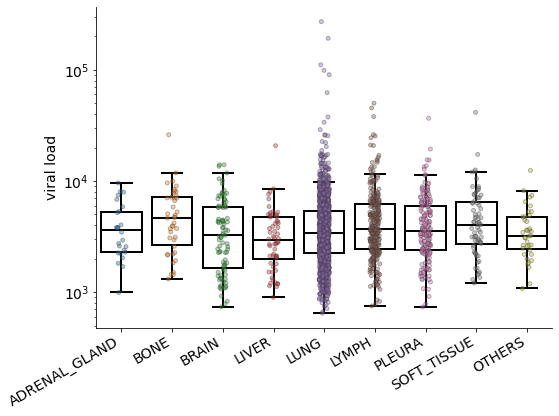 viral load
10^5
10^4
10^3
ADRENAL_GLAND
BONE
BRAIN
LIVER
LUNG
LYMPH
PLEURA
SOFT_TISSUE
OTHERS